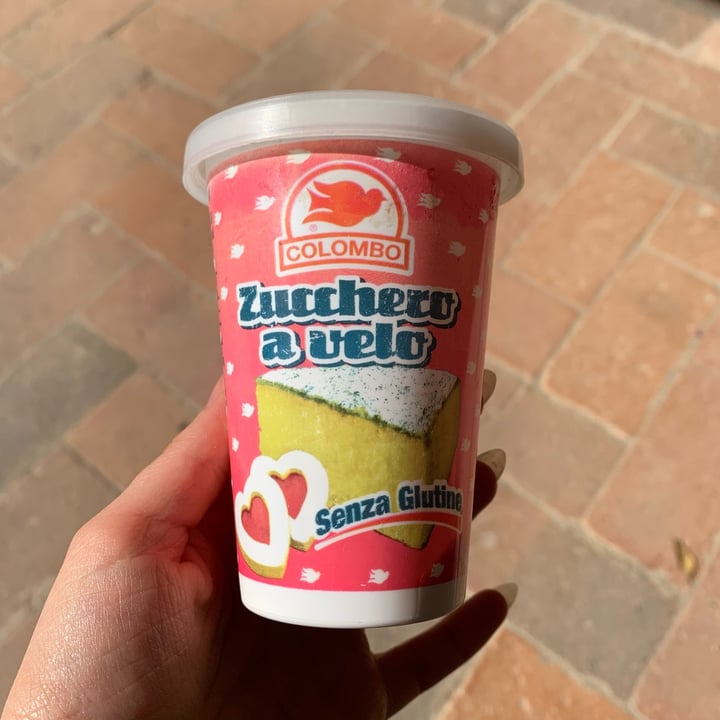 ®
COLOMBO
Zucchero
a velo
Senza Glutine